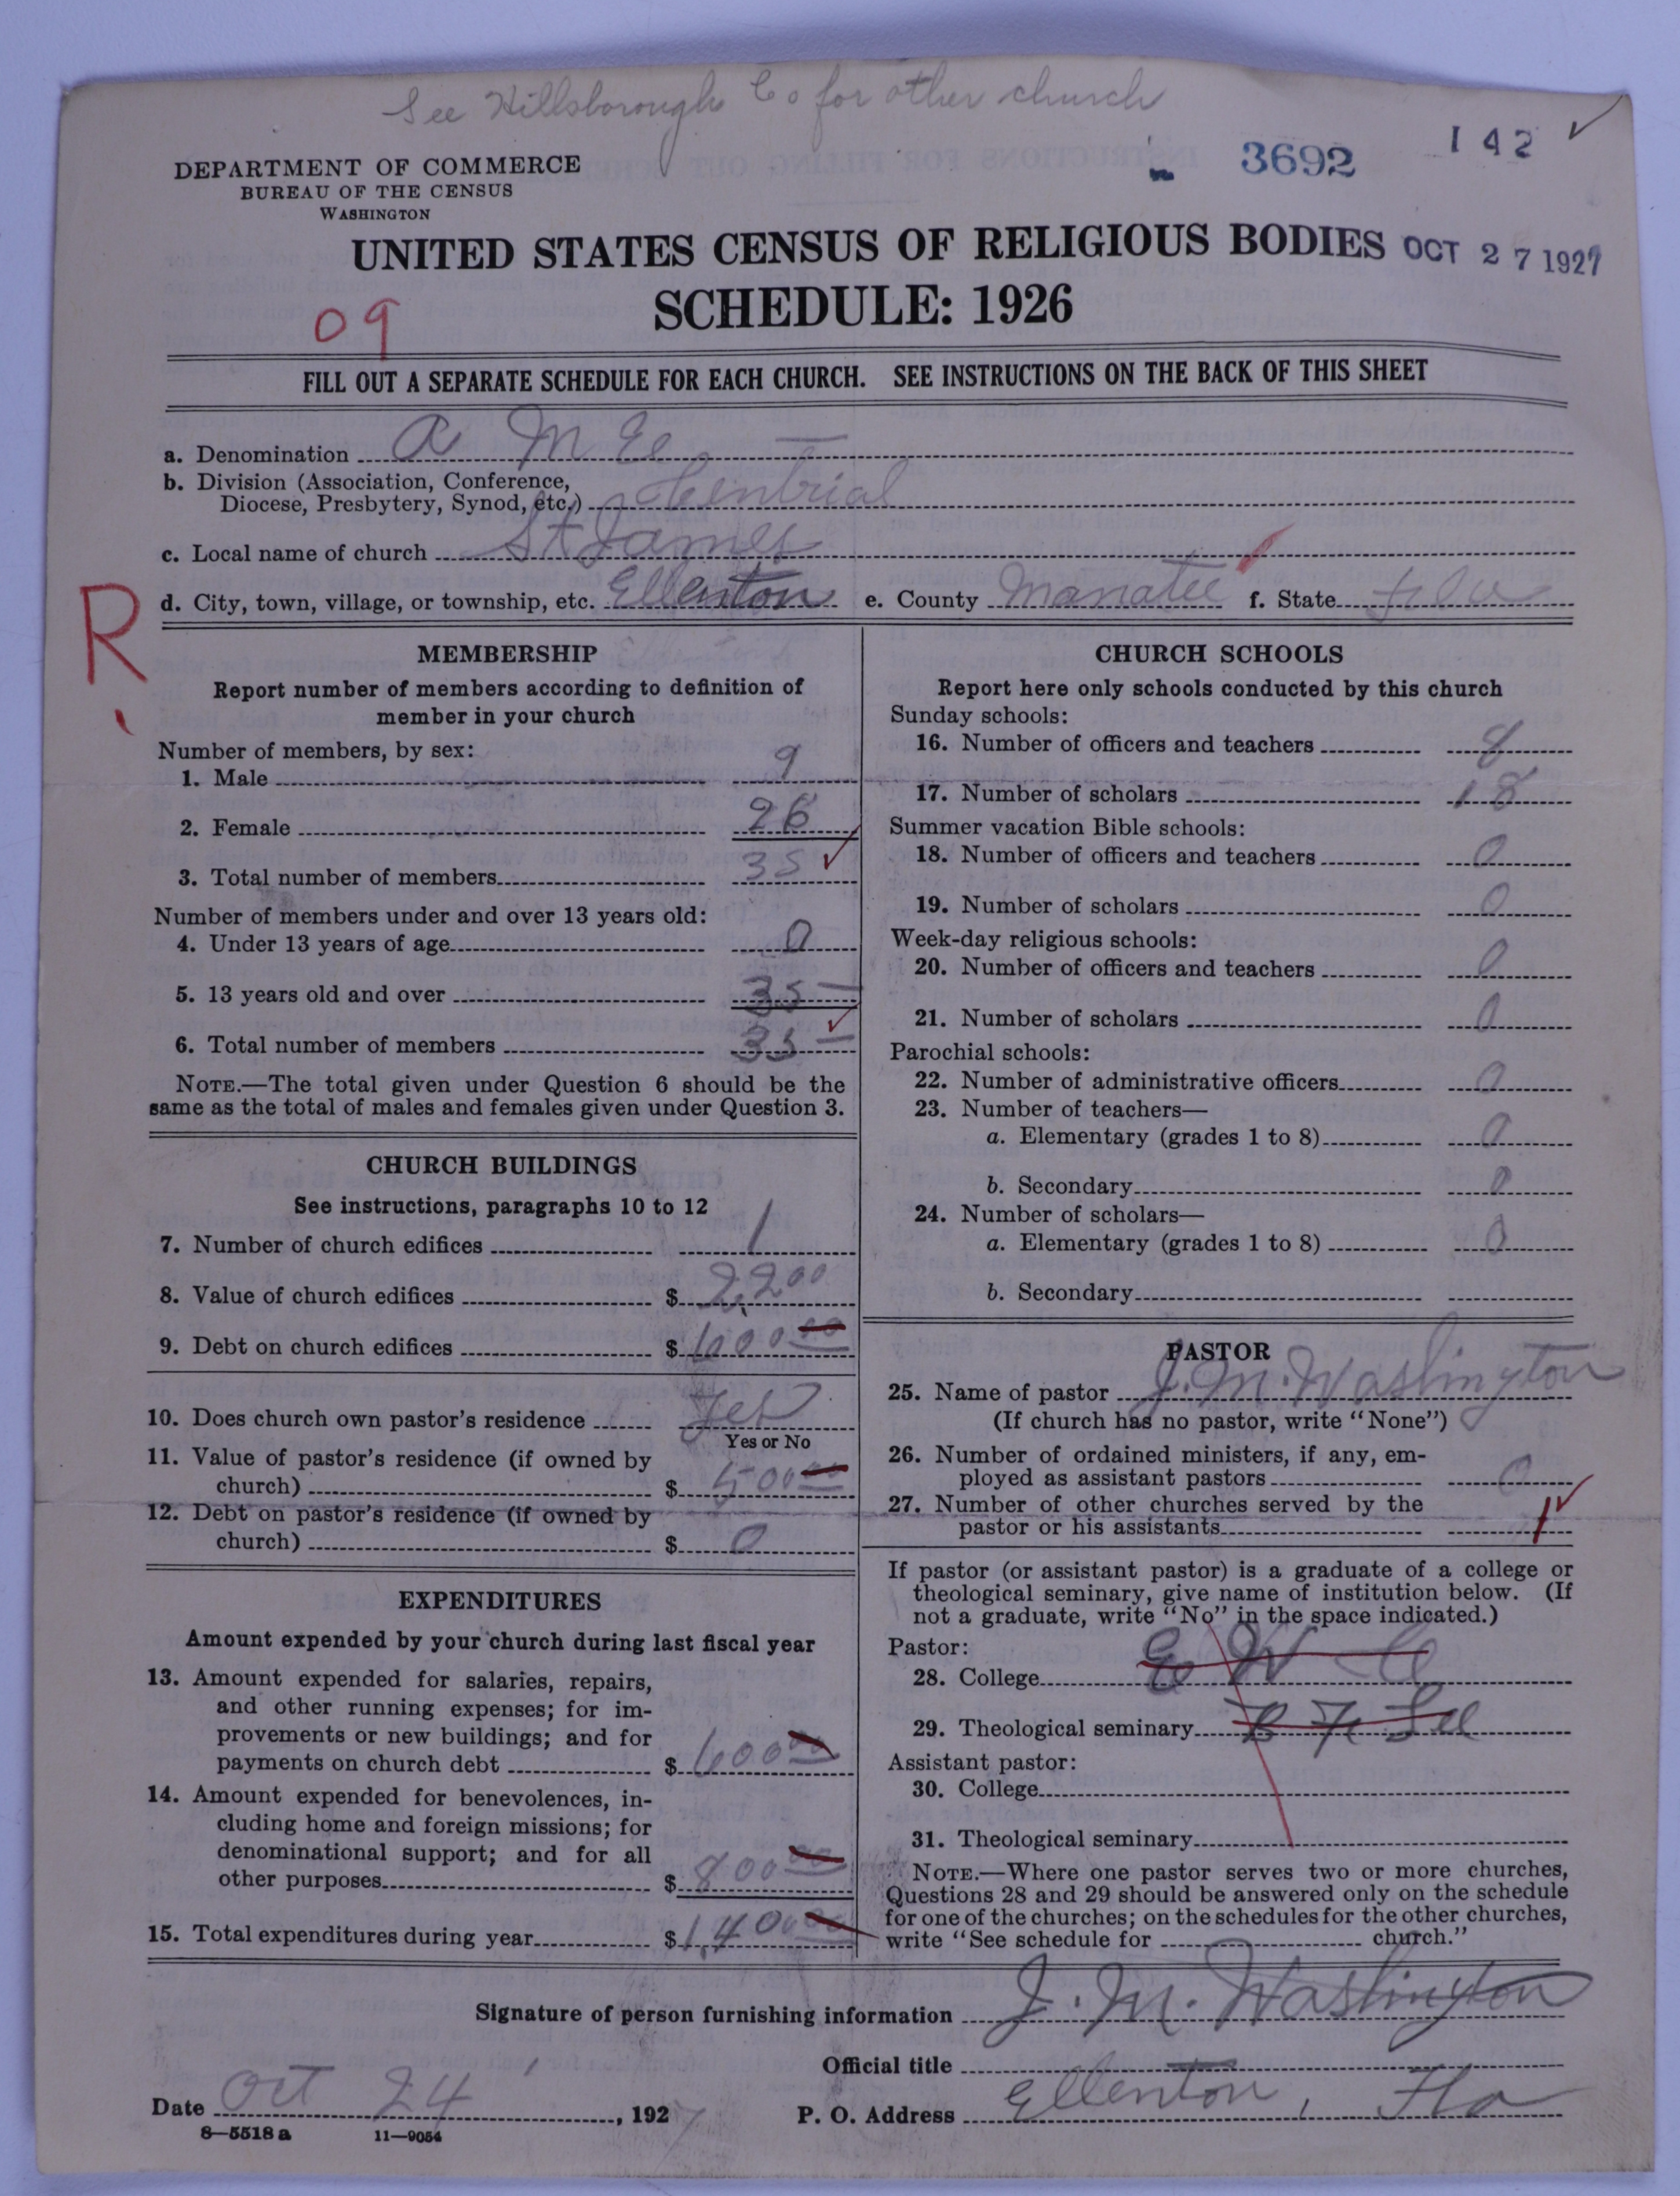 See Hillsborough Co for other church
DEPARTMENT OF COMMERCE
BUREAU OF THE CENSUS
WASHINGTON
3692
142 ✓
UNITED STATES CENSUS OF RELIGIOUS BODIES
OCT 27 1927
SCHEDULE: 1926
09
FILL OUT A SEPARATE SCHEDULE FOR EACH CHURCH. SEE INSTRUCTIONS ON THE BACK OF THIS SHEET
a. Denomination A M E
b. Division (Association, Conference,
Diocese, Presbytery, Synod, etc.) Centrial
c. Local name of church St James
R
d. City, town, village, or township, etc. Ellenton e. County Manatee f. State Fla
MEMBERSHIP
Report number of members according to definition of
member in your church
Number of members, by sex:
1. Male 9
2. Female 26
3. Total number of members 35 ✓
Number of members under and over 13 years old:
4. Under 13 years of age 0
5. 13 years old and over 35
6. Total number of members 35 ✓
NOTE.—The total given under Question 6 should be the
same as the total of males and females given under Question 3.
CHURCH BUILDINGS
See instructions, paragraphs 10 to 12
7. Number of church edifices 1
8. Value of church edifices $ 2,200
9. Debt on church edifices $ 600 00
10. Does church own pastor's residence Yes
Yes or No
11. Value of pastor's residence (if owned by
church) $ 500 00
12. Debt on pastor's residence (if owned by
church) $ 0
EXPENDITURES
Amount expended by your church during last fiscal year
13. Amount expended for salaries, repairs,
and other running expenses; for im-
provements or new buildings; and for
payments on church debt $ 600 00
14. Amount expended for benevolences, in-
cluding home and foreign missions; for
denominational support; and for all
other purposes $ 800 00
15. Total expenditures during year $ 1,400 00
CHURCH SCHOOLS
Report here only schools conducted by this church
Sunday schools:
16. Number of officers and teachers 8
17. Number of scholars 18
Summer vacation Bible schools:
18. Number of officers and teachers 0
19. Number of scholars 0
Week-day religious schools:
20. Number of officers and teachers 0
21. Number of scholars 0
Parochial schools:
22. Number of administrative officers 0
23. Number of teachers—
a. Elementary (grades 1 to 8) 0
b. Secondary 0
24. Number of scholars—
a. Elementary (grades 1 to 8) 0
b. Secondary
PASTOR
25. Name of pastor J. M. Washington
(If church has no pastor, write "None")
26. Number of ordained ministers, if any, em-
ployed as assistant pastors 0
27. Number of other churches served by the
pastor or his assistants 1 ✓
If pastor (or assistant pastor) is a graduate of a college or
theological seminary, give name of institution below. (If
not a graduate, write "No" in the space indicated.)
Pastor:
28. College E W C
29. Theological seminary B F Lee
Assistant pastor:
30. College
31. Theological seminary
NOTE.—Where one pastor serves two or more churches,
Questions 28 and 29 should be answered only on the schedule
for one of the churches; on the schedules for the other churches,
write "See schedule for church."
Signature of person furnishing information J. M. Washington
Official title
Date Oct 24, 1927
P. O. Address Ellenton, Fla
8—5518 a 11—9054